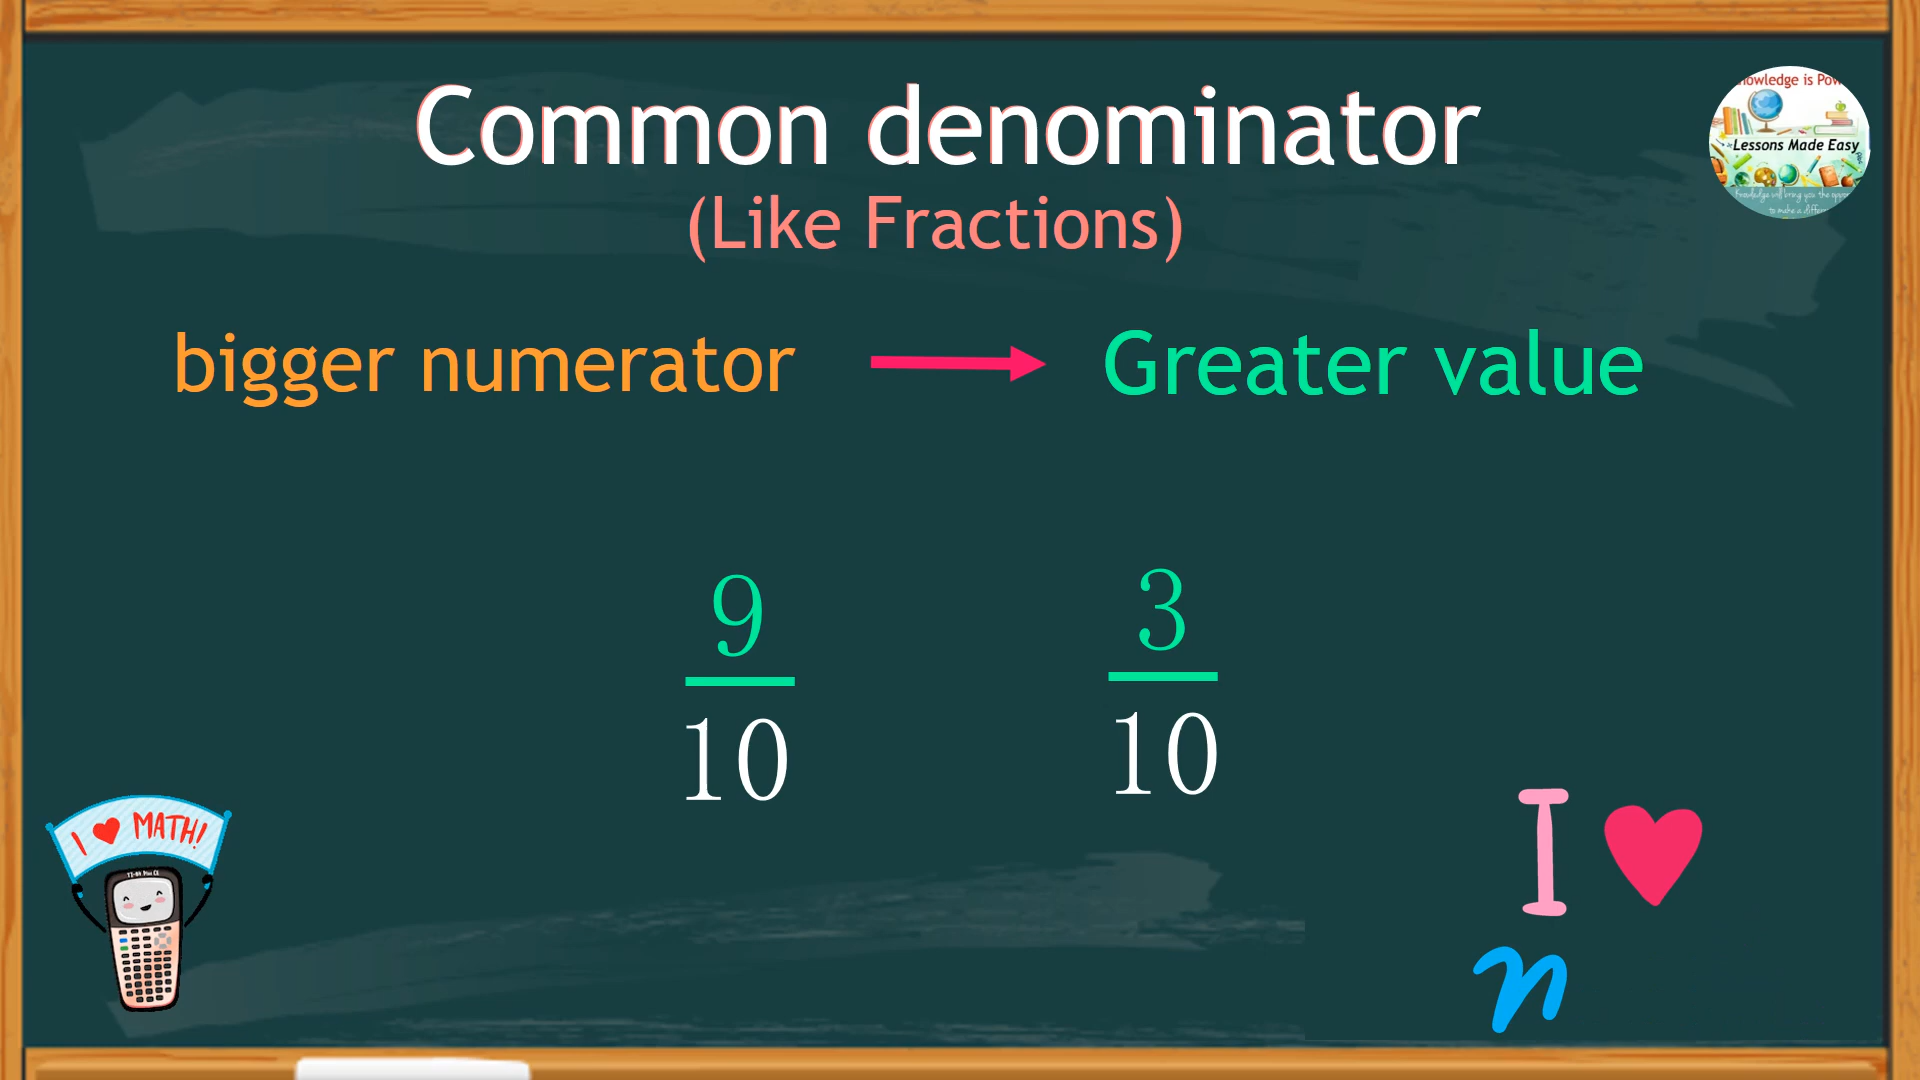 Common denominator
(Like Fractions)
bigger numerator
Greater value
9
10
3
10
Lessons Made Easy
I ♥ MATH!
I ♥
n